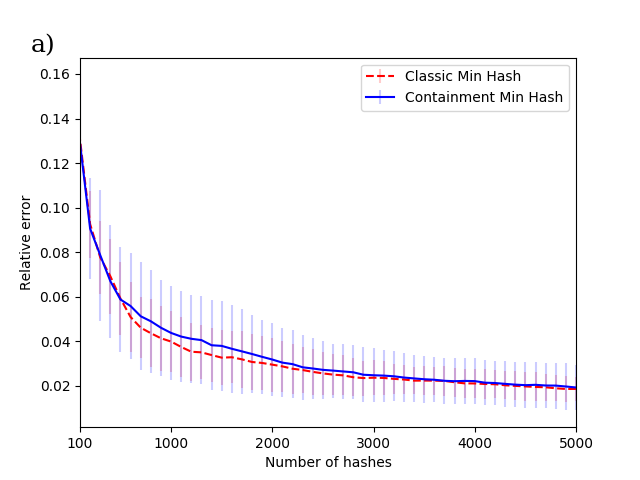 a)
Classic Min Hash
Containment Min Hash
0.16
0.14
0.12
0.10
0.08
0.06
0.04
0.02
Relative error
100 1000 2000 3000 4000 5000
Number of hashes